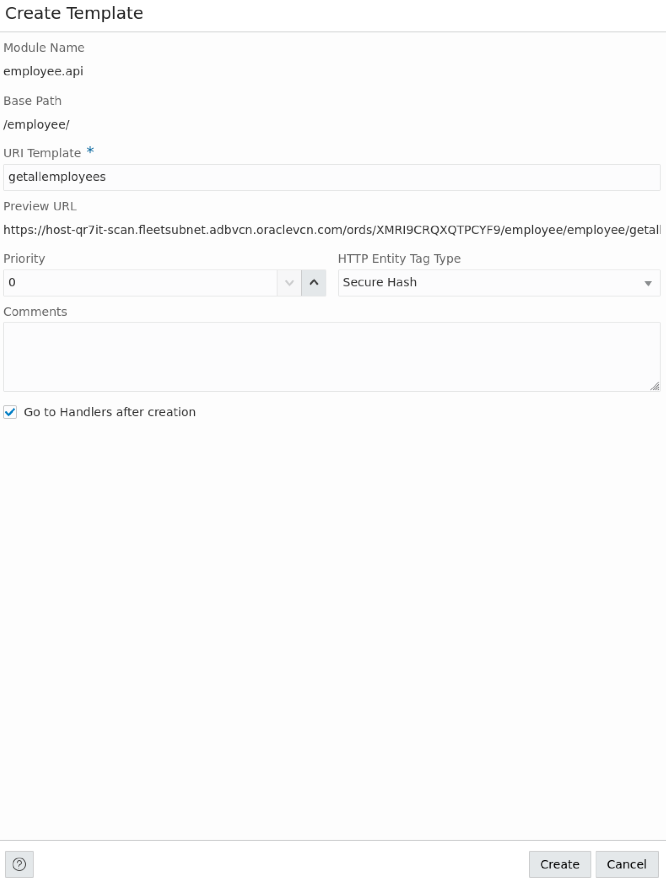 Create Template
Module Name
employee.api
Base Path
/employee/
URI Template *
getallemployees
Preview URL
https://host-qr7it-scan.fleetsubnet.adbvcn.oraclevcn.com/ords/XMRI9CRQXQTPCYF9/employee/employee/getall
Priority
HTTP Entity Tag Type
0
Secure Hash
Comments
Go to Handlers after creation
?
Create
Cancel